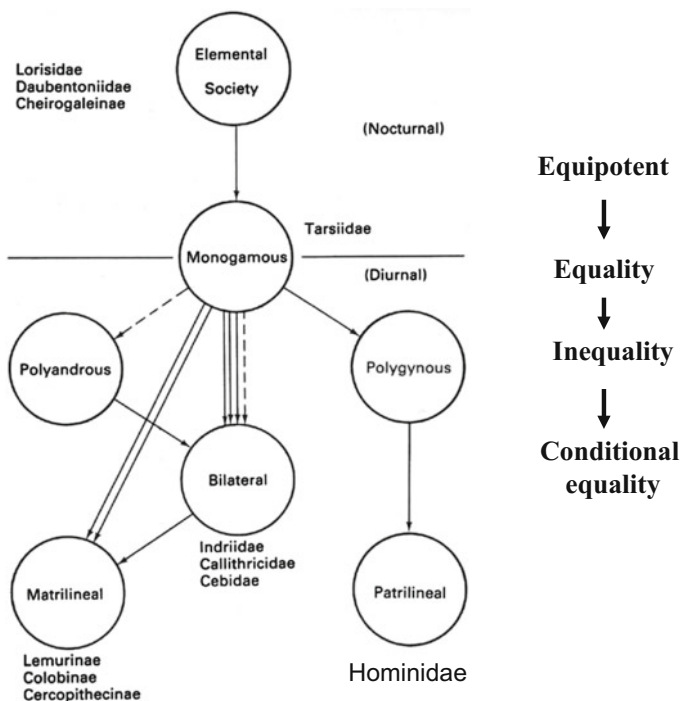 Elemental
Society
Lorisidae
Daubentoniidae
Cheirogaleinae
(Nocturnal)
Tarsiidae
Monogamous
(Diurnal)
Polyandrous
Polygynous
Bilateral
Indriidae
Callithricidae
Cebidae
Matrilineal
Patrilineal
Lemurinae
Colobinae
Cercopithecinae
Hominidae
Equipotent
Equality
Inequality
Conditional
equality